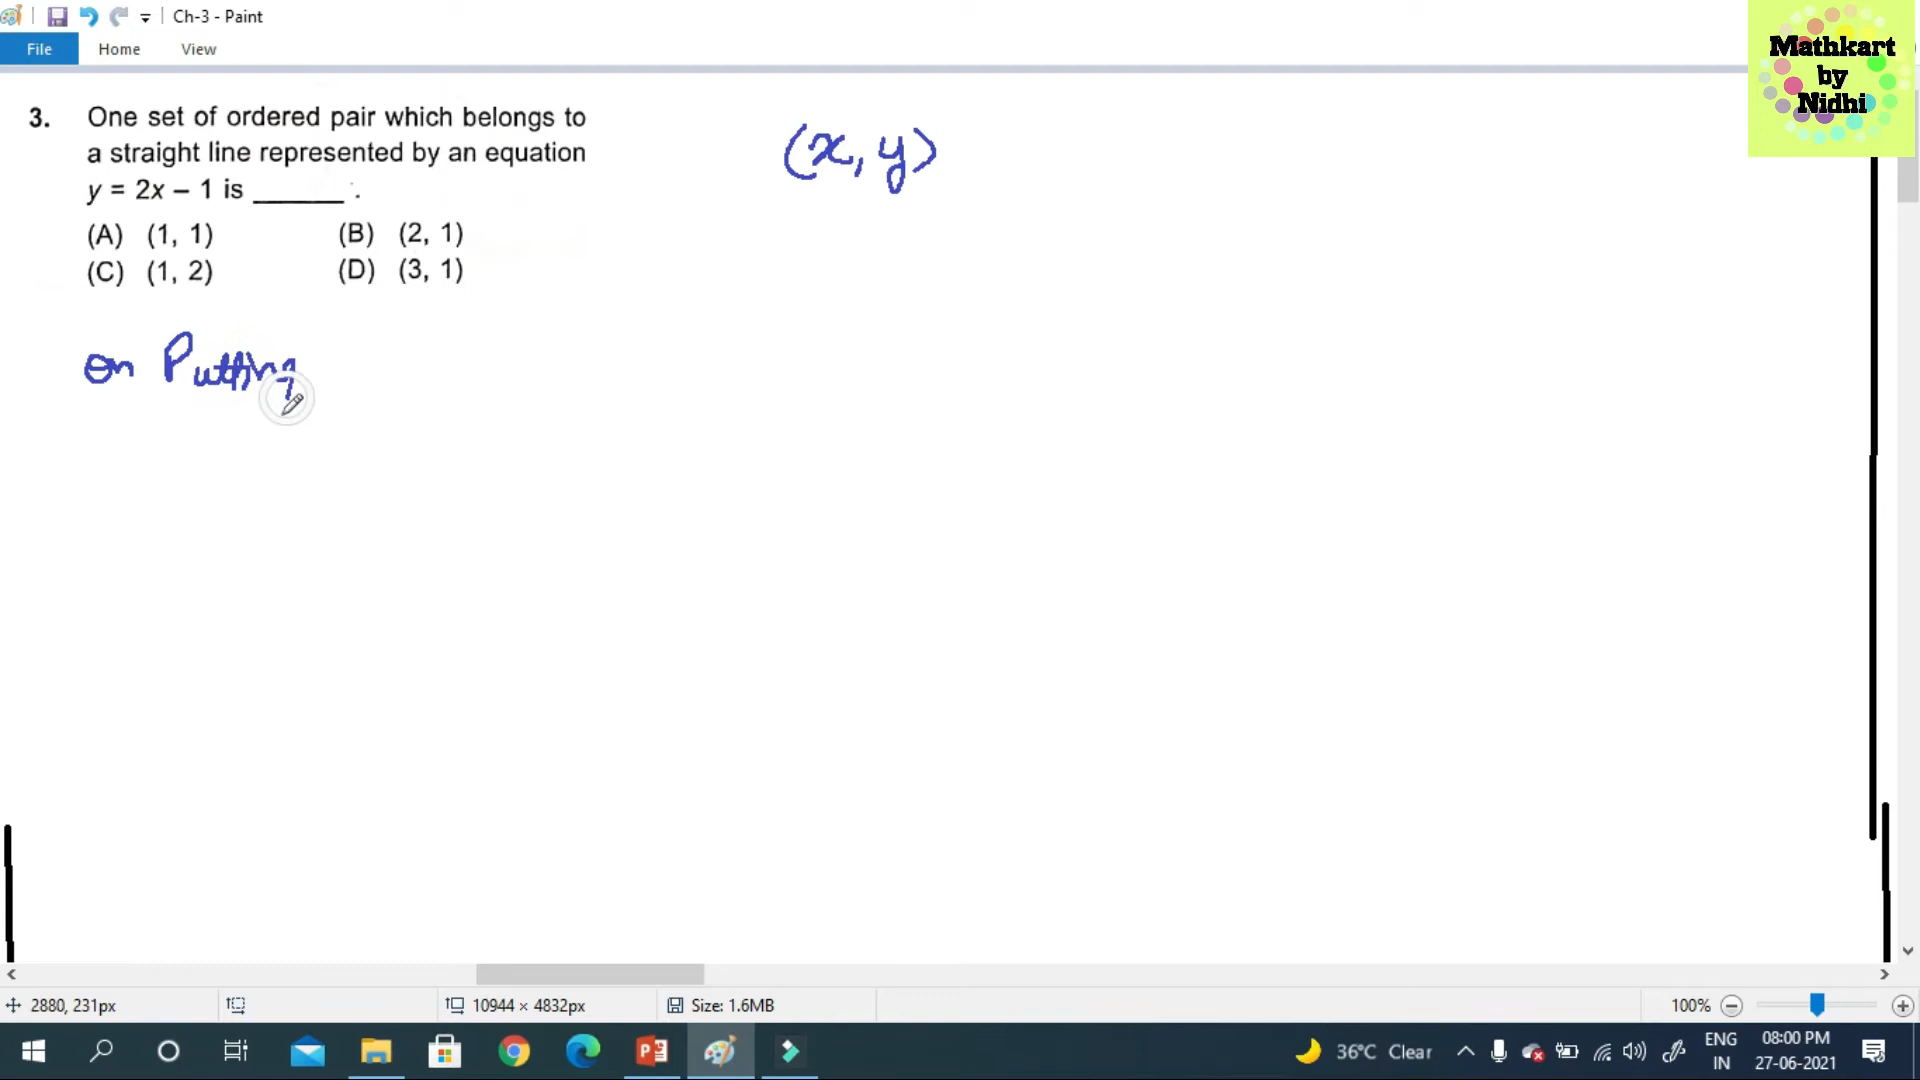 Ch-3 - Paint
File Home View
Mathkart
by
Nidhi
3. One set of ordered pair which belongs to
a straight line represented by an equation
y = 2x – 1 is ______ .
(A) (1, 1) (B) (2, 1)
(C) (1, 2) (D) (3, 1)
(x, y)
on Putting
2880, 231px 10944 × 4832px Size: 1.6MB 100%
36°C Clear ENG 08:00 PM
IN 27-06-2021